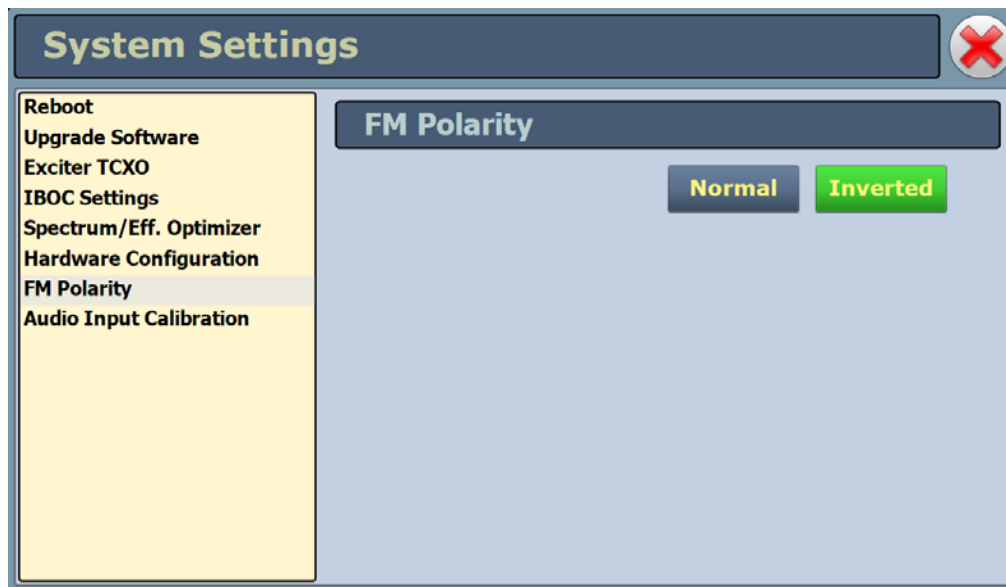 System Settings
Reboot
Upgrade Software
Exciter TCXO
IBOC Settings
Spectrum/Eff. Optimizer
Hardware Configuration
FM Polarity
Audio Input Calibration
FM Polarity
Normal Inverted